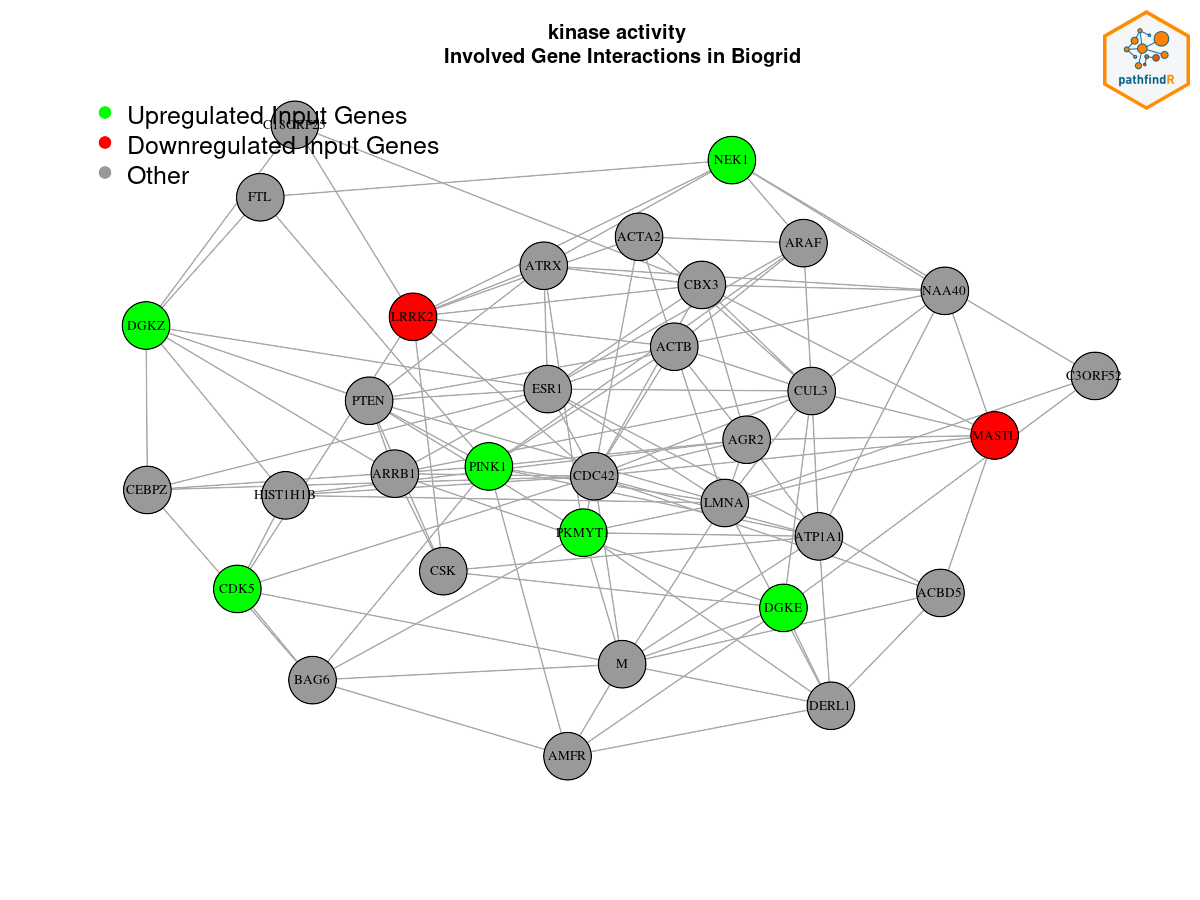 kinase activity
Involved Gene Interactions in Biogrid
pathfindR
Upregulated Input Genes
C18ORF25
Downregulated Input Genes
Other
NEK1
FTL
ACTA2
ARAF
ATRX
CBX3
NAA40
LRRK2
DGKZ
ACTB
C3ORF52
ESR1
CUL3
PTEN
AGR2
MASTL
PINK1
ARRB1
CDC42
CEBPZ
HIST1H1B
LMNA
PKMYT1
ATP1A1
CSK
CDK5
ACBD5
DGKE
M
BAG6
DERL1
AMFR